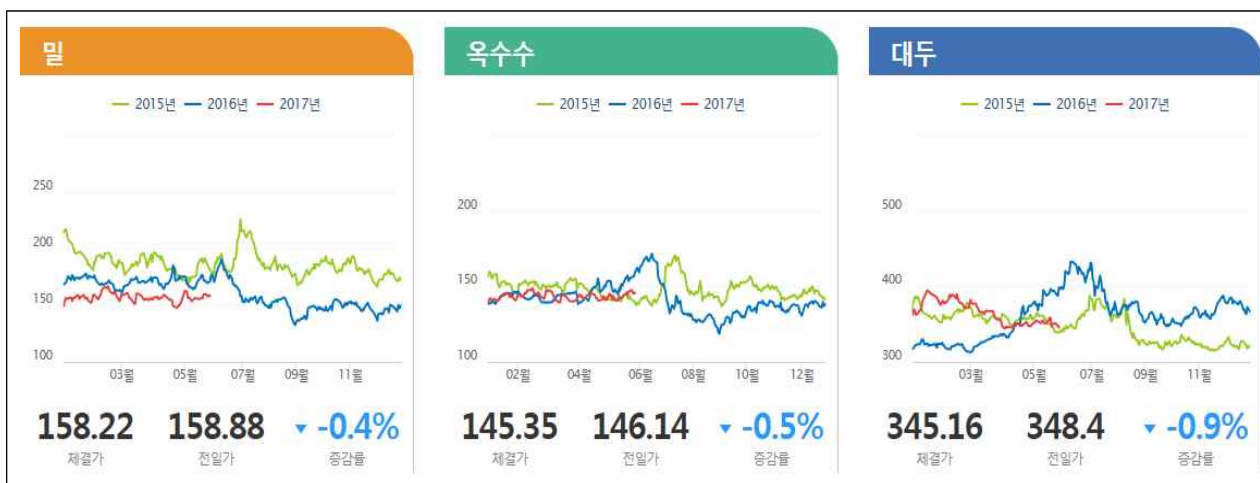 밀
2015년 2016년 2017년
250
200
150
100
03월 05월 07월 09월 11월
158.22 158.88 ▼ -0.4%
체결가 전일가 증감률
옥수수
2015년 2016년 2017년
200
150
100
02월 04월 06월 08월 10월 12월
145.35 146.14 ▼ -0.5%
체결가 전일가 증감률
대두
2015년 2016년 2017년
500
400
300
03월 05월 07월 09월 11월
345.16 348.4 ▼ -0.9%
체결가 전일가 증감률